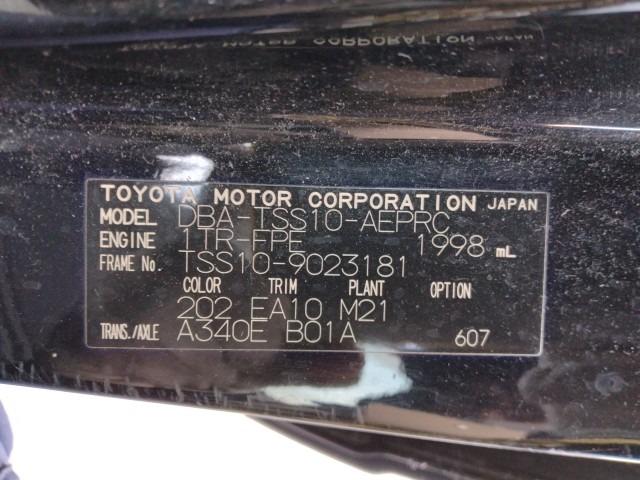 TOYOTA MOTOR CORPORATION JAPAN
MODEL DBA-TSS10-AEPRC
ENGINE 1TR-FPE 1998 mL
FRAME No. TSS10-9023181
COLOR TRIM PLANT OPTION
202 EA10 M21
TRANS./AXLE A340E B01A 607